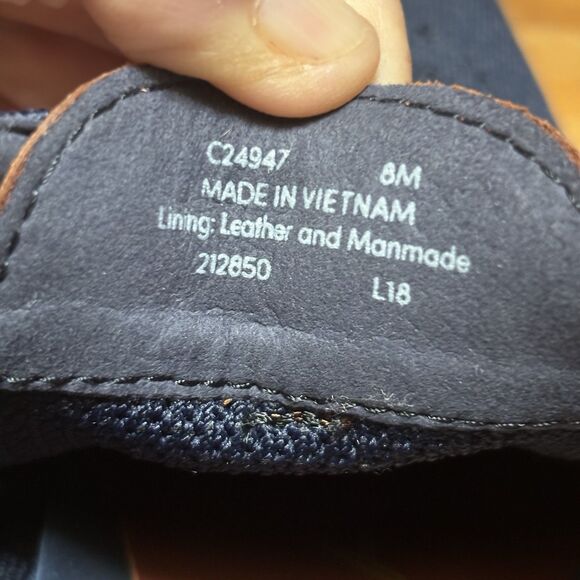 C24947 8M
MADE IN VIETNAM
Lining: Leather and Manmade
212850 L18